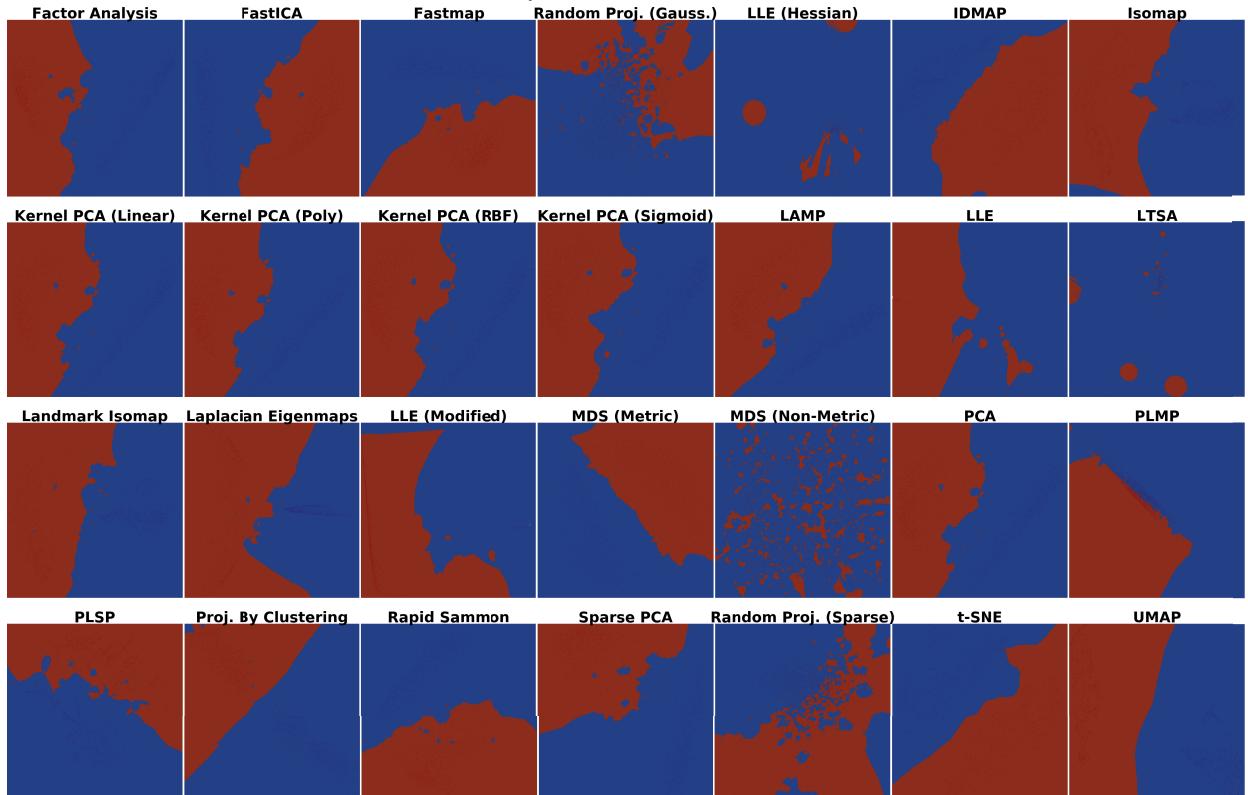 Factor Analysis FastICA Fastmap Random Proj. (Gauss.) LLE (Hessian) IDMAP Isomap
Kernel PCA (Linear) Kernel PCA (Poly) Kernel PCA (RBF) Kernel PCA (Sigmoid) LAMP LLE LTSA
Landmark Isomap Laplacian Eigenmaps LLE (Modified) MDS (Metric) MDS (Non-Metric) PCA PLMP
PLSP Proj. By Clustering Rapid Sammon Sparse PCA Random Proj. (Sparse) t-SNE UMAP